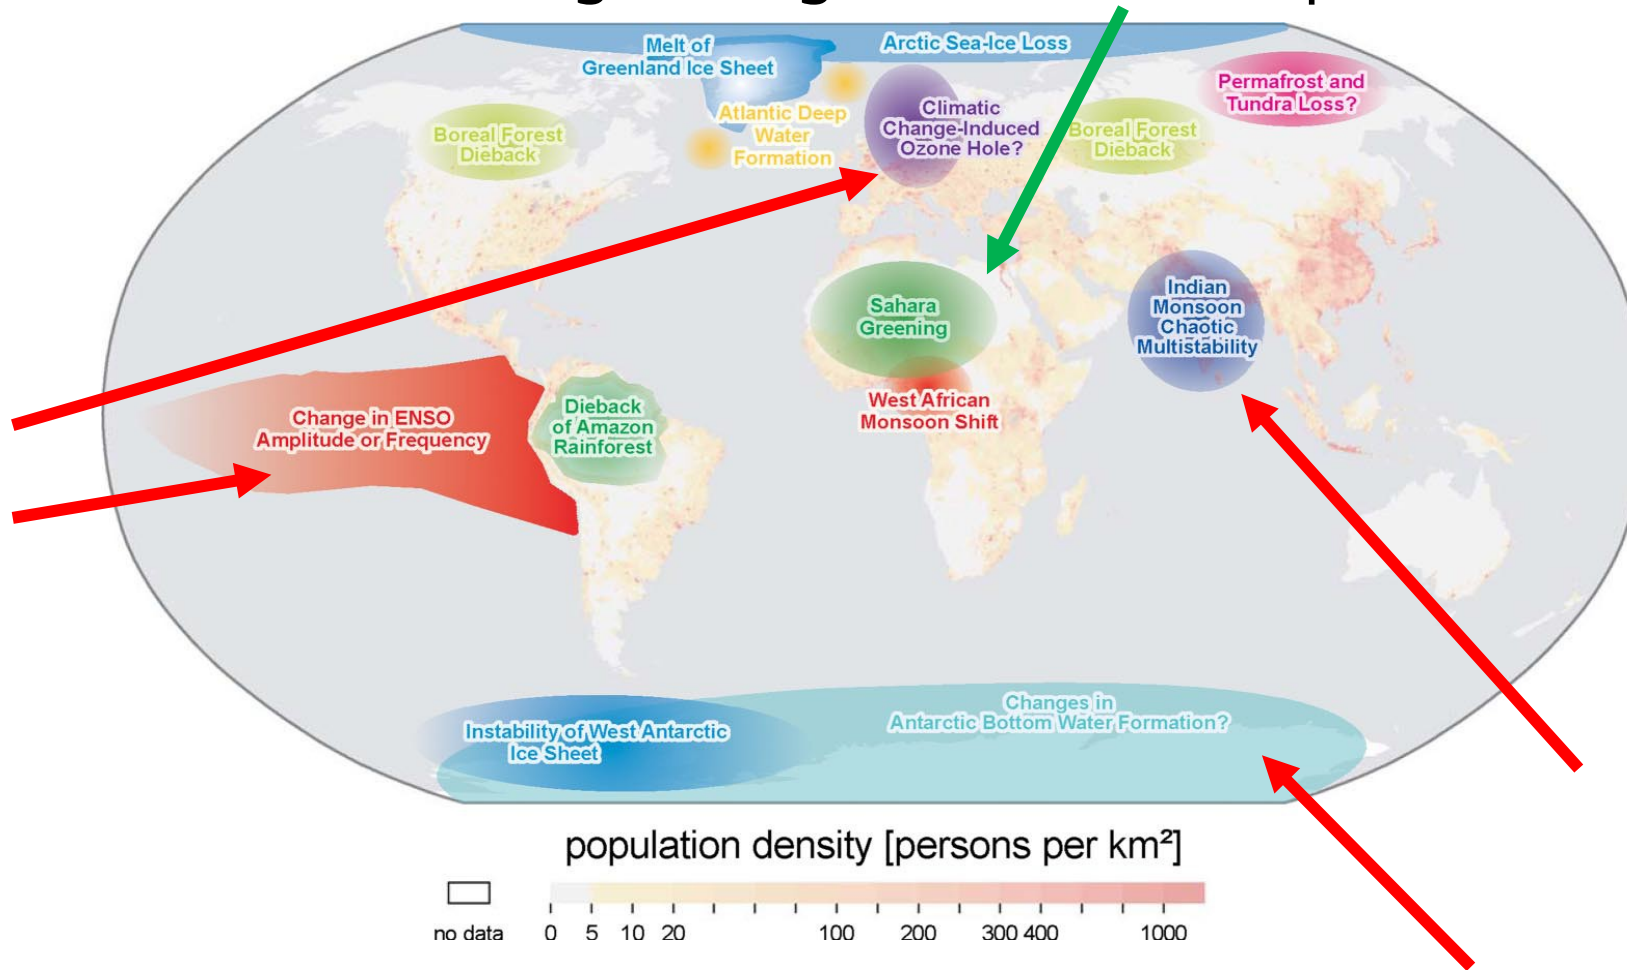 Melt of
Greenland Ice Sheet
Arctic Sea-Ice Loss
Permafrost and
Tundra Loss?
Atlantic Deep
Water
Formation
Climatic
Change-Induced
Ozone Hole?
Boreal Forest
Dieback
Boreal Forest
Dieback
Sahara
Greening
Indian
Monsoon
Chaotic
Multistability
West African
Monsoon Shift
Change in ENSO
Amplitude or Frequency
Dieback
of Amazon
Rainforest
Instability of West Antarctic
Ice Sheet
Changes in
Antarctic Bottom Water Formation?
population density [persons per km²]
no data 0 5 10 20 100 200 300 400 1000